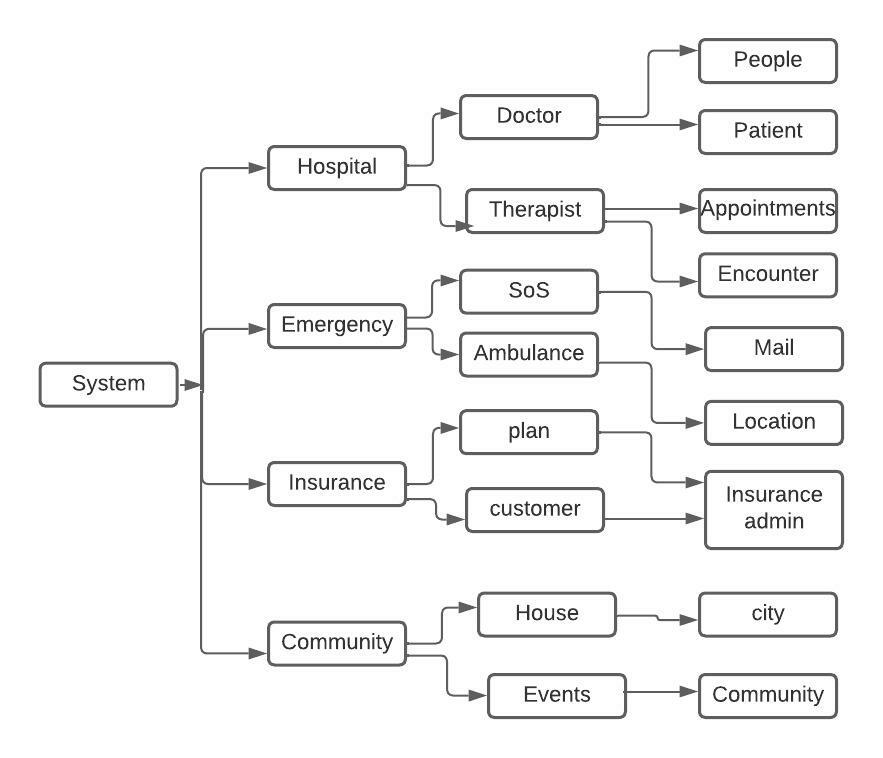 System
Hospital
Emergency
Insurance
Community
Doctor
Therapist
SoS
Ambulance
plan
customer
House
Events
People
Patient
Appointments
Encounter
Mail
Location
Insurance
admin
city
Community